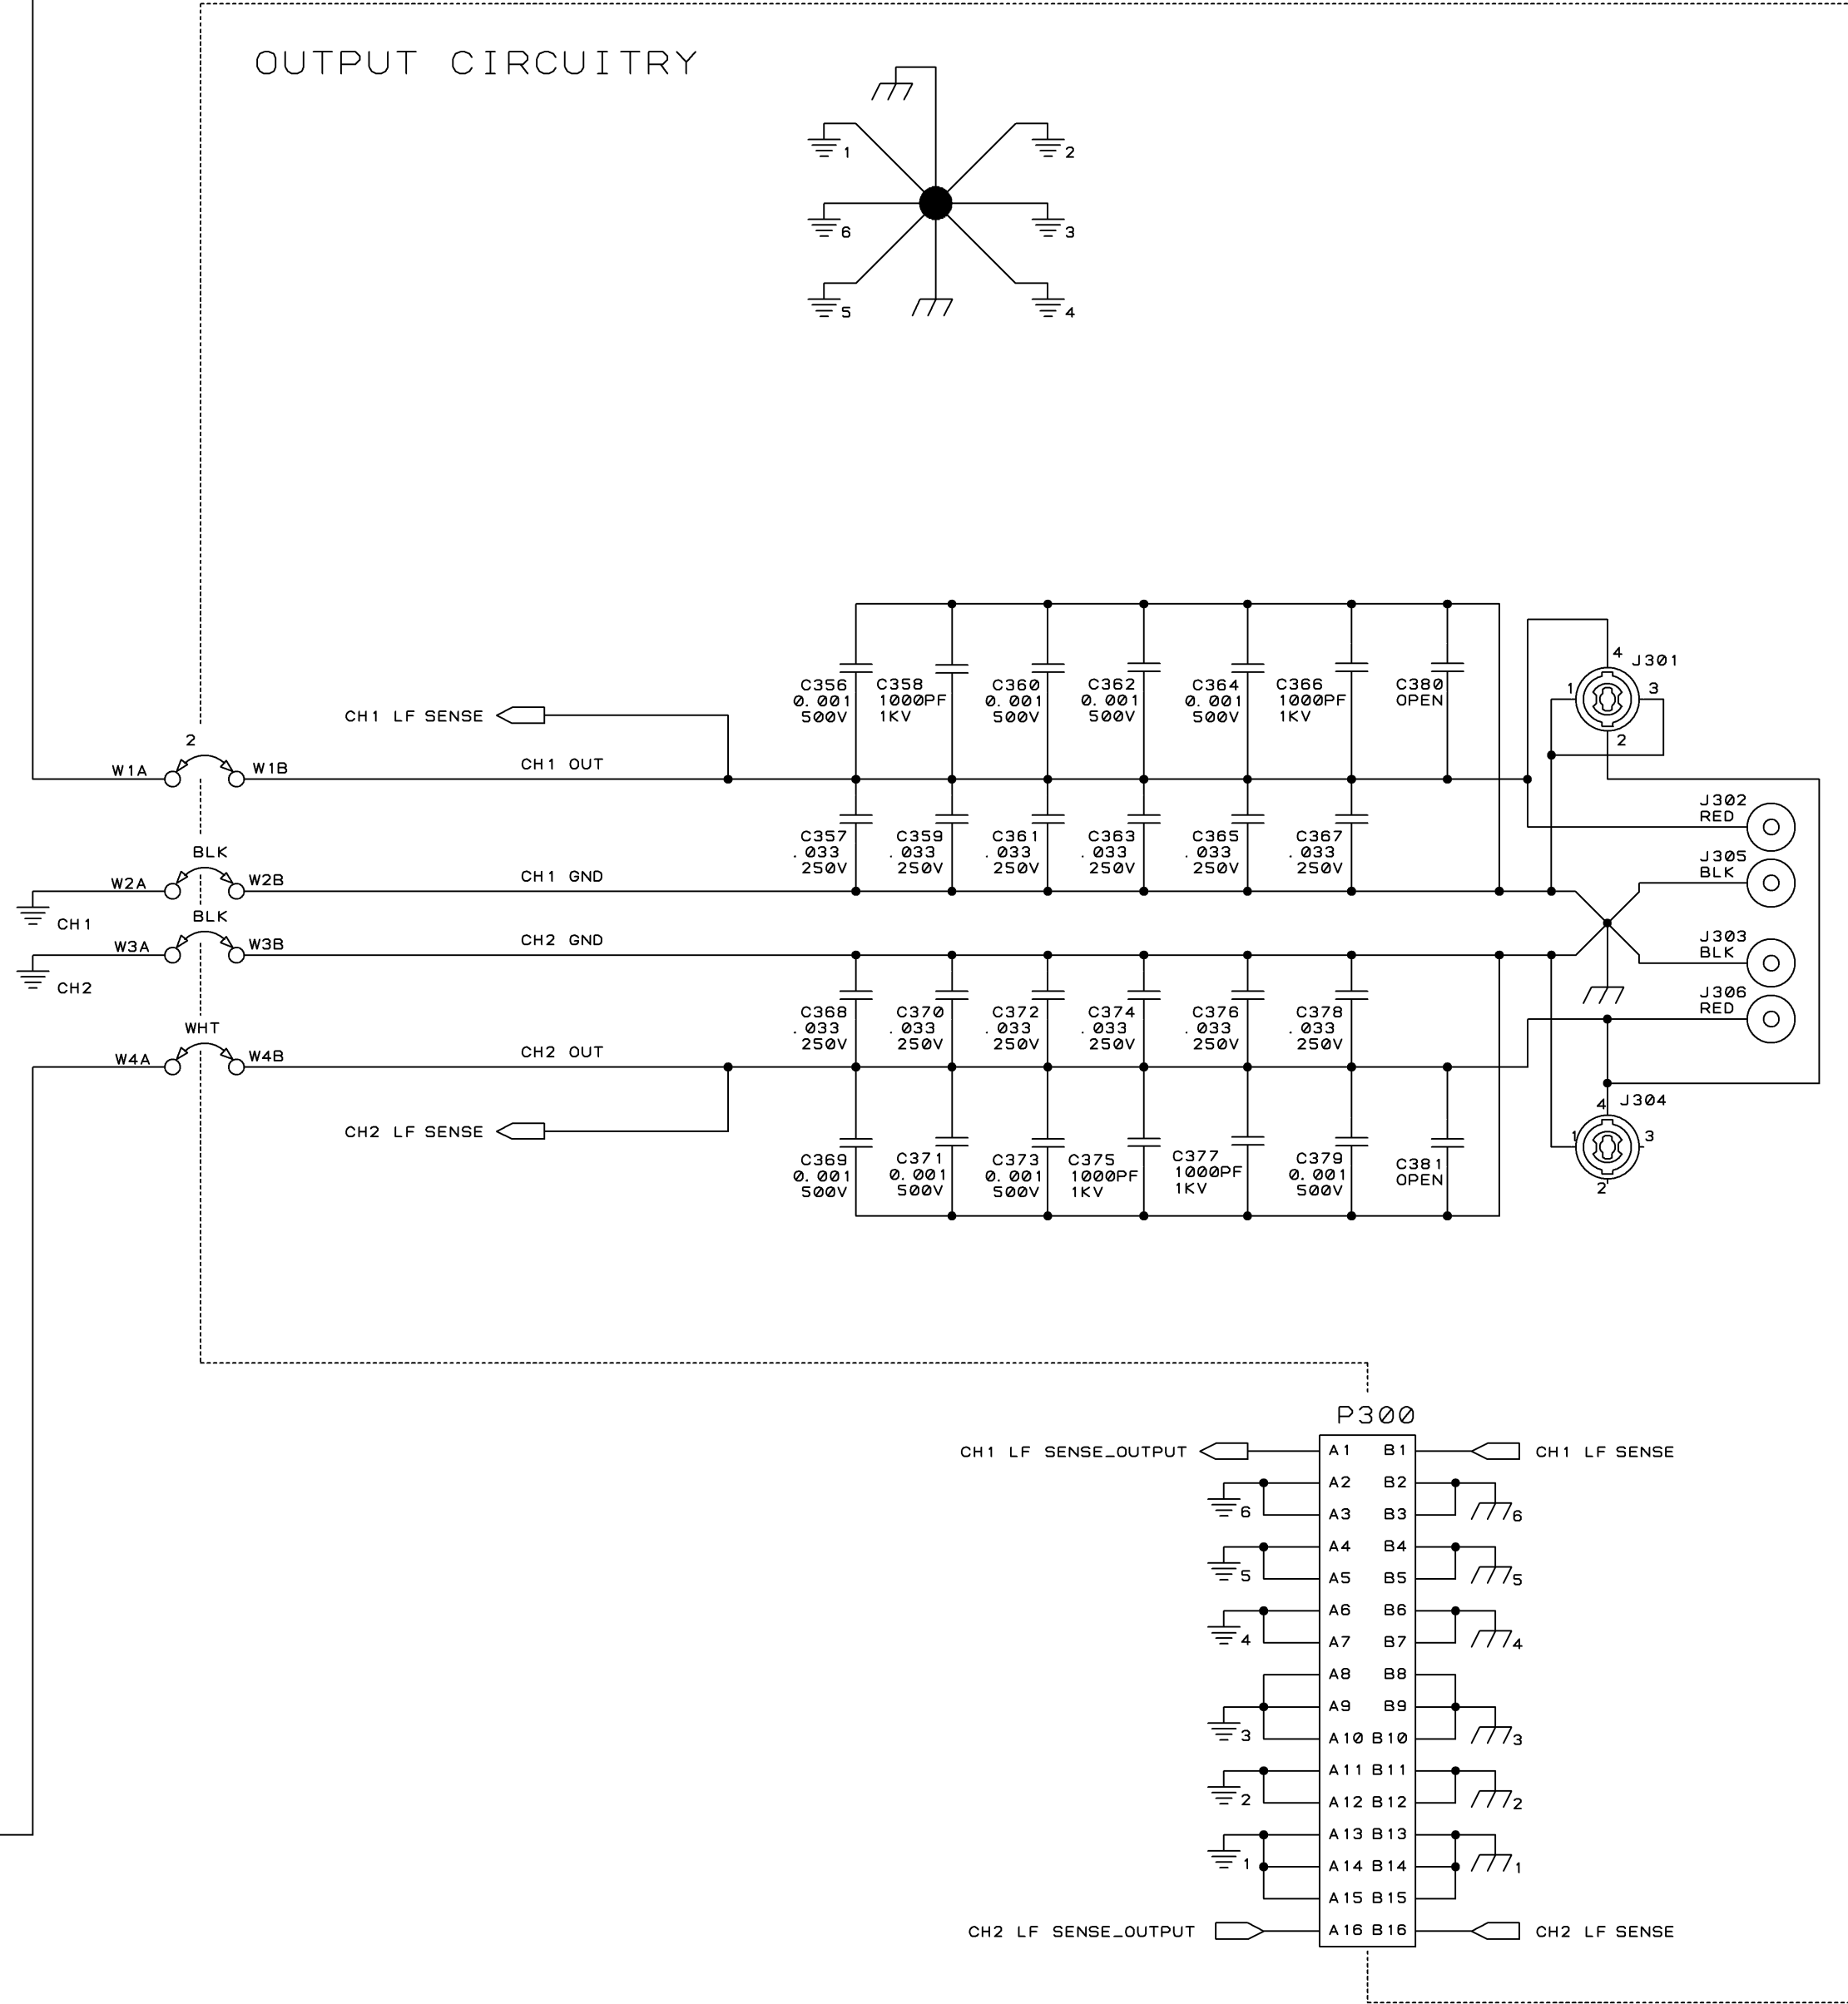 OUTPUT CIRCUITRY
1
2
6
3
5
4
C356
0.001
500V
C358
1000PF
1KV
C360
0.001
500V
C362
0.001
500V
C364
0.001
500V
C366
1000PF
1KV
C380
OPEN
4
J301
1
3
2
CH1 LF SENSE
2
W1A
W1B
CH1 OUT
J302
RED
C357
.033
250V
C359
.033
250V
C361
.033
250V
C363
.033
250V
C365
.033
250V
C367
.033
250V
J305
BLK
BLK
W2A
W2B
CH1 GND
CH1
BLK
W3A
W3B
CH2 GND
CH2
J303
BLK
J306
RED
C368
.033
250V
C370
.033
250V
C372
.033
250V
C374
.033
250V
C376
.033
250V
C378
.033
250V
WHT
W4A
W4B
CH2 OUT
CH2 LF SENSE
4
J304
1
3
2
C369
0.001
500V
C371
0.001
500V
C373
0.001
500V
C375
1000PF
1KV
C377
1000PF
1KV
C379
0.001
500V
C381
OPEN
P300
CH1 LF SENSE_OUTPUT
A1 B1
CH1 LF SENSE
A2 B2
6
6
A3 B3
A4 B4
5
5
A5 B5
A6 B6
4
4
A7 B7
A8 B8
A9 B9
3
3
A10 B10
A11 B11
2
2
A12 B12
A13 B13
1
1
A14 B14
A15 B15
CH2 LF SENSE_OUTPUT
A16 B16
CH2 LF SENSE